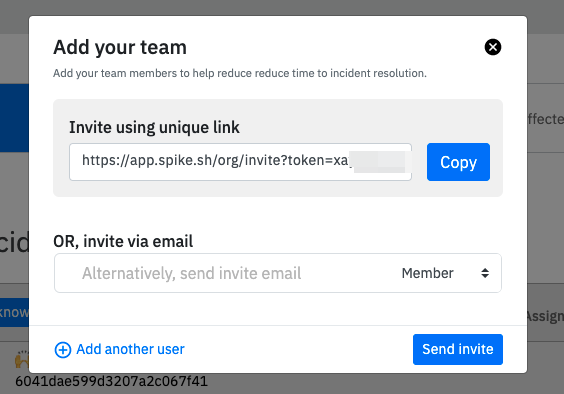 Add your team
Add your team members to help reduce reduce time to incident resolution.
ffecte
Invite using unique link
https://app.spike.sh/org/invite?token=xa
Copy
cid
OR, invite via email
Alternatively, send invite email
Member
know
Assign
Add another user
Send invite
6041dae599d3207a2c067f41